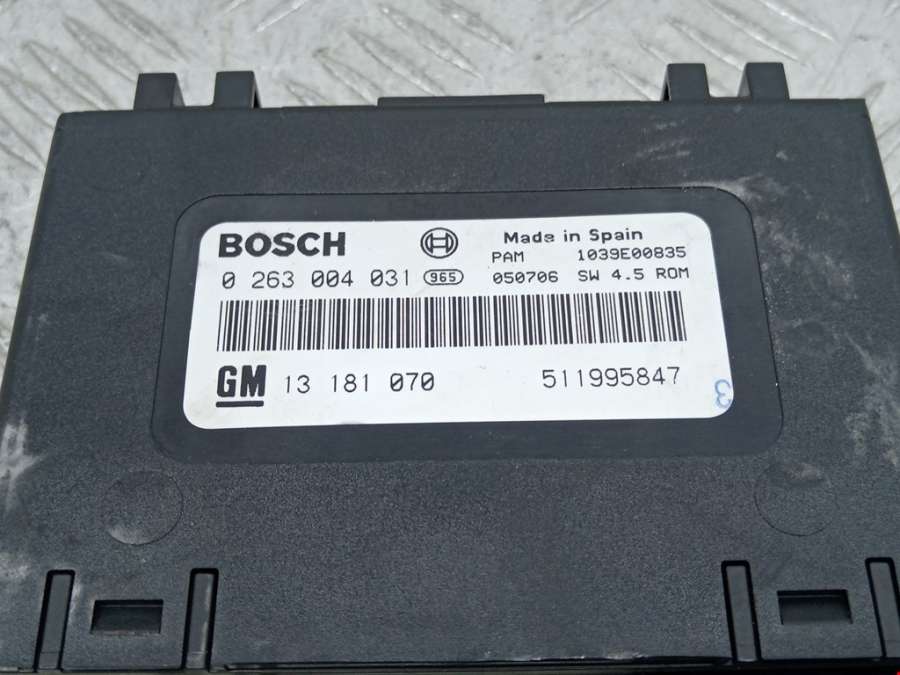 BOSCH Made in Spain
PAM 1039E00835
0 263 004 031 965 050706 SW 4.5 ROM
GM 13 181 070 511995847
3